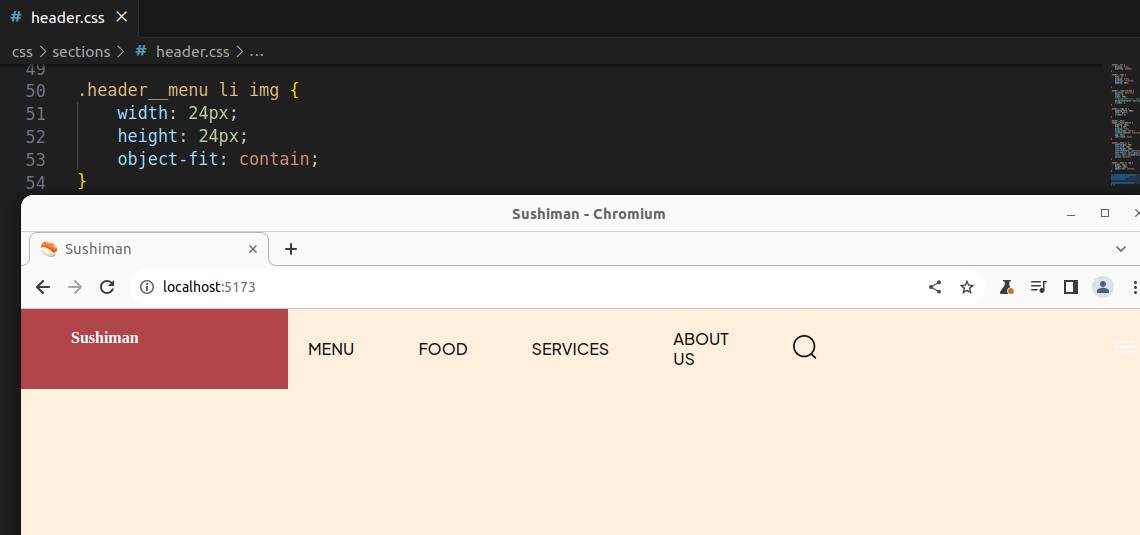 # header.css ×
css > sections > # header.css > ...
49
50 .header__menu li img {
51 width: 24px;
52 height: 24px;
53 object-fit: contain;
54 }
Sushiman - Chromium
Sushiman
localhost:5173
Sushiman
MENU
FOOD
SERVICES
ABOUT
US